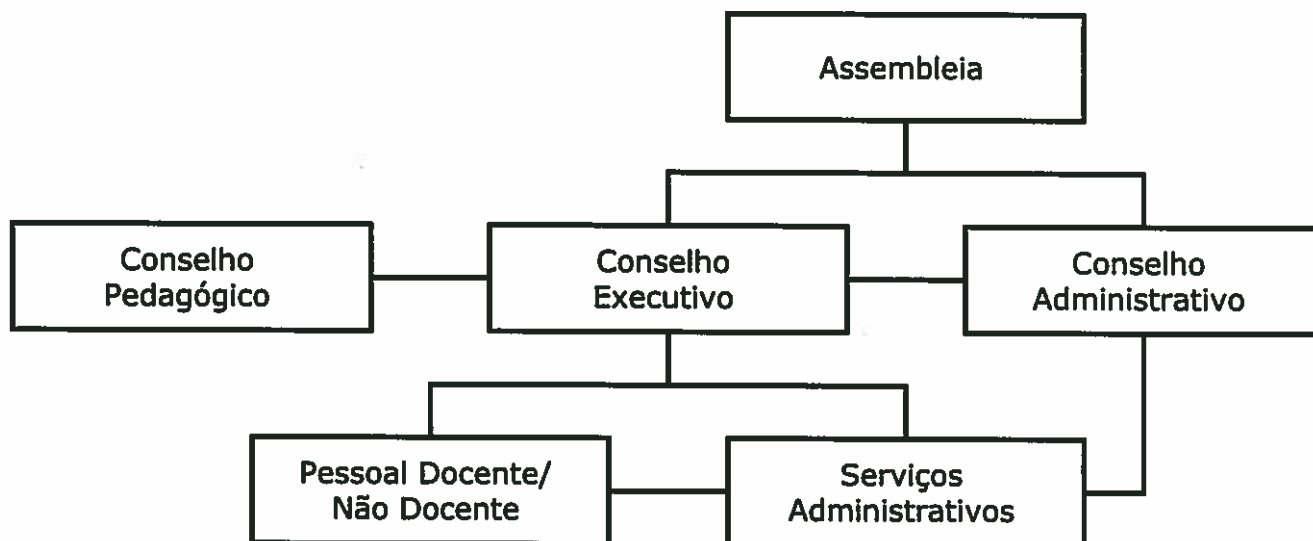 Assembleia
Conselho
Pedagógico
Conselho
Executivo
Conselho
Administrativo
Pessoal Docente/
Não Docente
Serviços
Administrativos